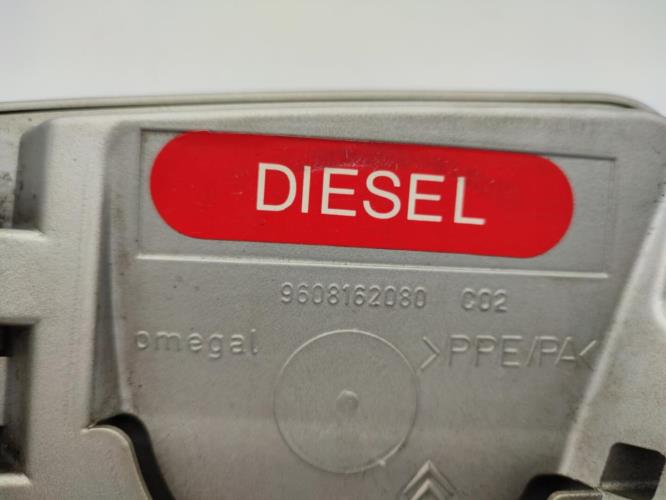 DIESEL
9608162080 C02
omegal >PPE/PA<